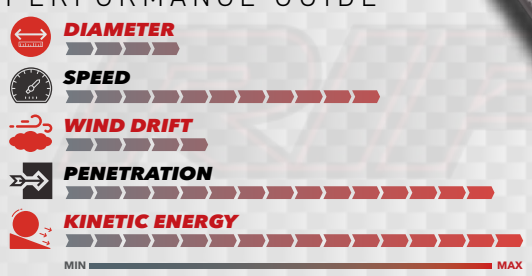 PERFORMANCE GUIDE
DIAMETER
SPEED
WIND DRIFT
PENETRATION
KINETIC ENERGY
MIN MAX